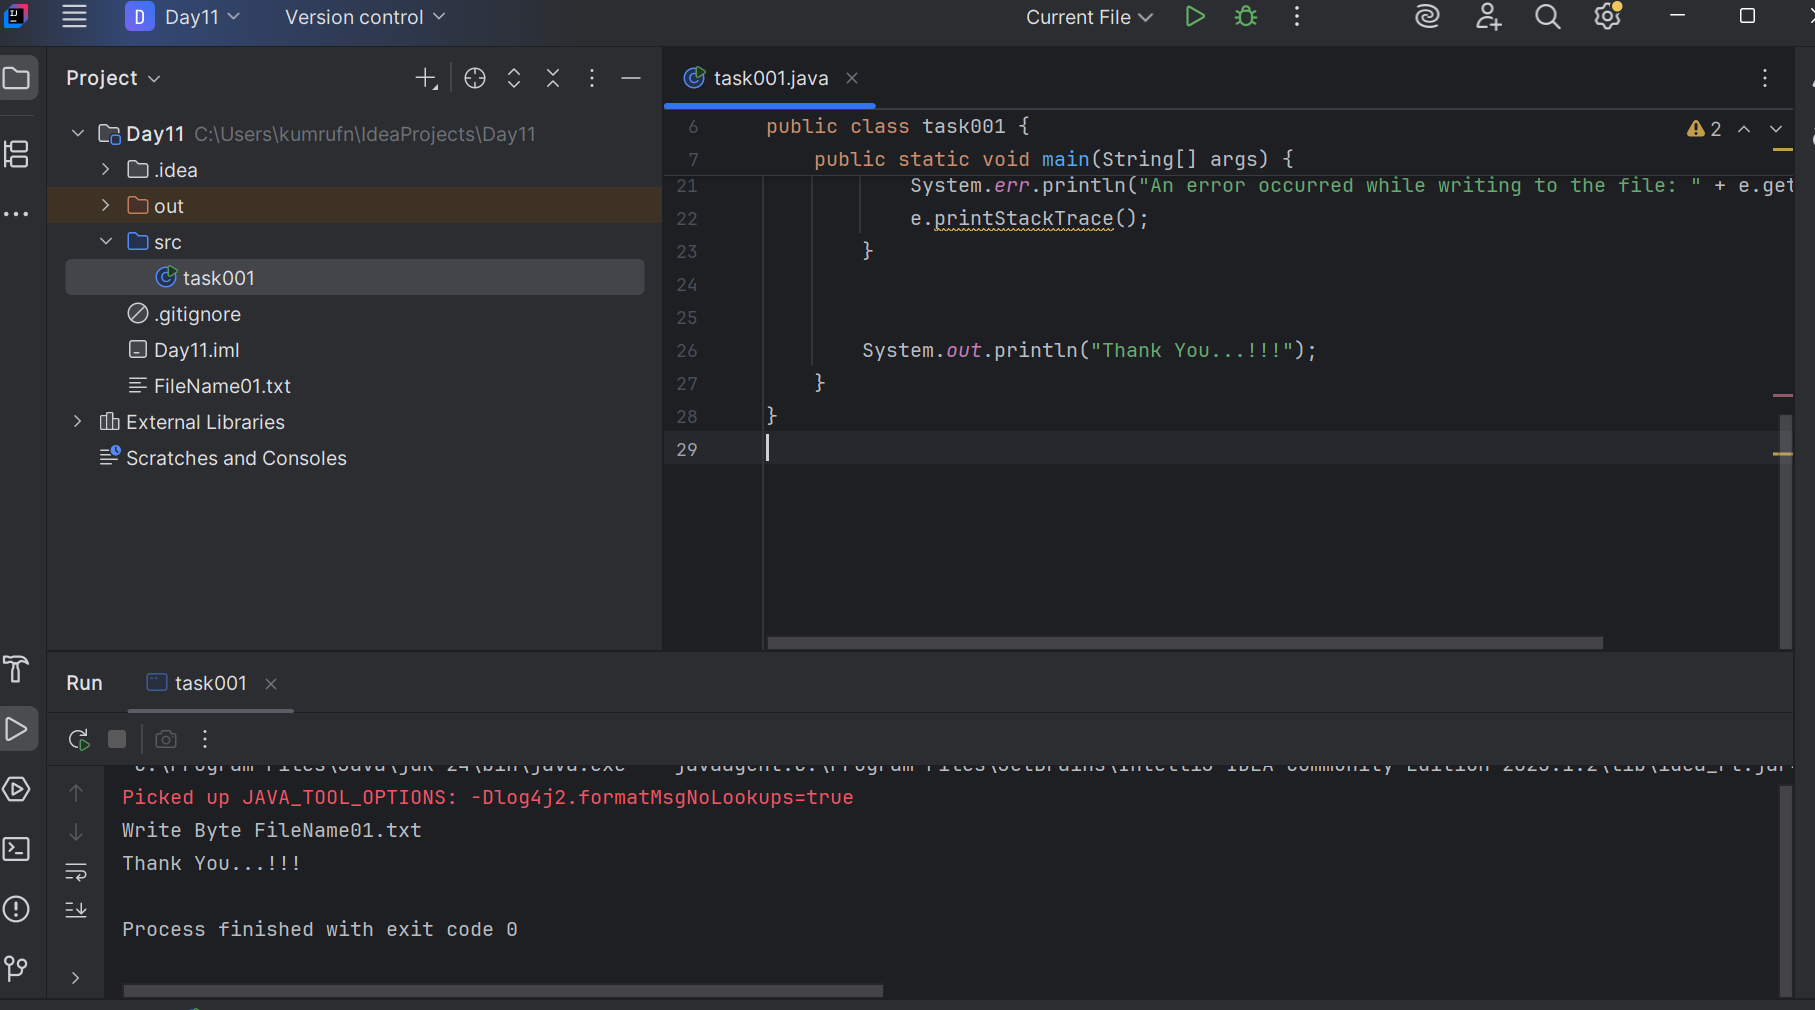 D Day11 Version control Current File
Project
task001.java
Day11 C:\Users\kumrufn\IdeaProjects\Day11
.idea
out
src
task001
.gitignore
Day11.iml
FileName01.txt
External Libraries
Scratches and Consoles
2
6 public class task001 {
7 public static void main(String[] args) {
21 System.err.println("An error occurred while writing to the file: " + e.get
22 e.printStackTrace();
23 }
24
25
26 System.out.println("Thank You...!!!");
27 }
28 }
29
Run task001
Picked up JAVA_TOOL_OPTIONS: -Dlog4j2.formatMsgNoLookups=true
Write Byte FileName01.txt
Thank You...!!!
Process finished with exit code 0